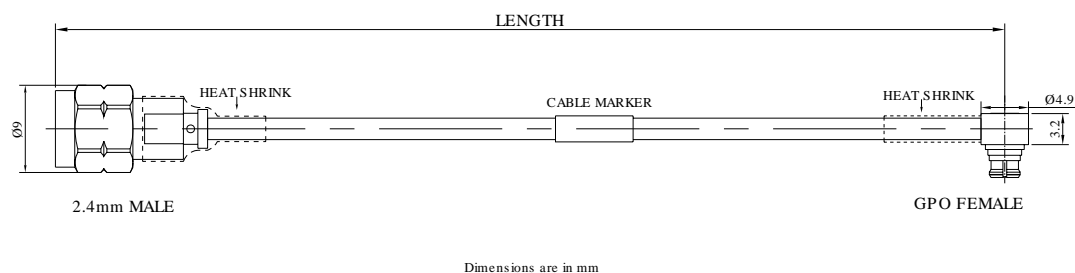 LENGTH
HEAT SHRINK
CABLE MARKER
HEAT SHRINK
Ø4.9
Ø9
3.2
2.4mm MALE
GPO FEMALE
Dimensions are in mm